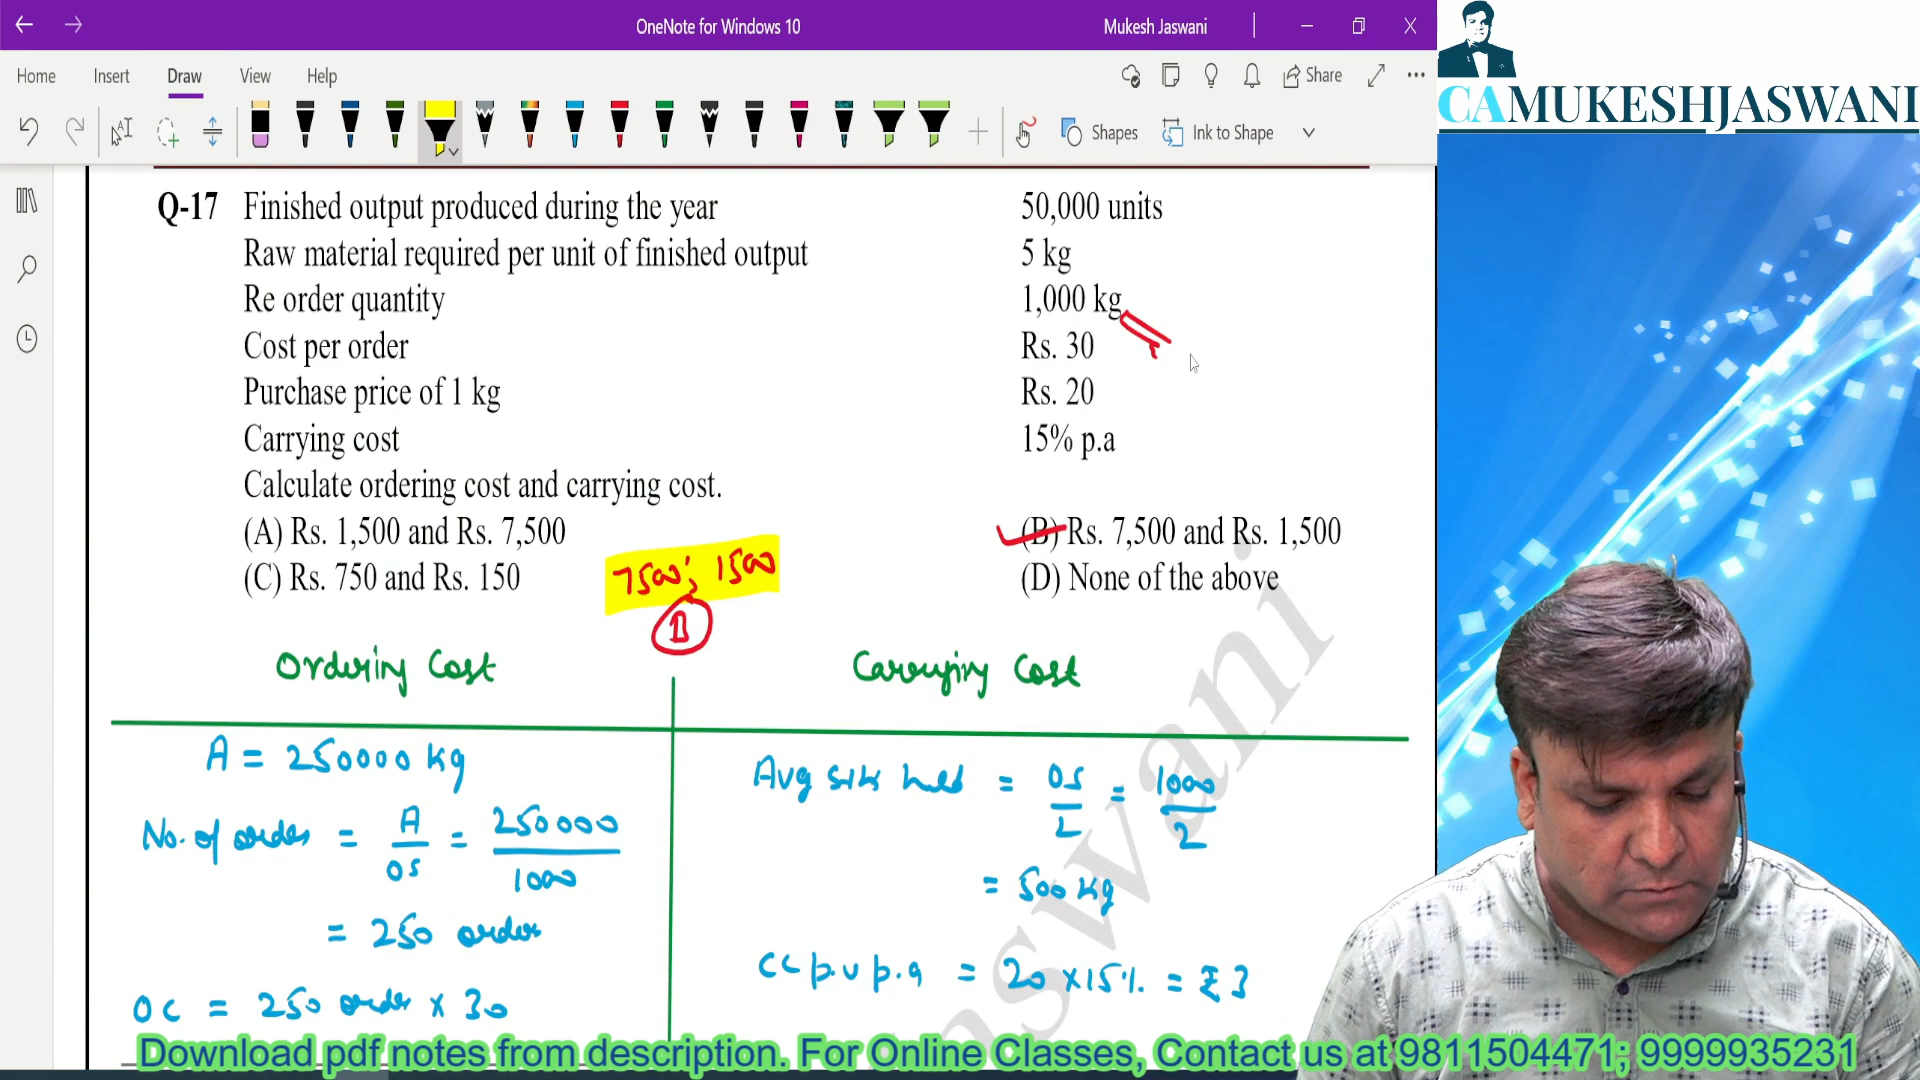 OneNote for Windows 10
Mukesh Jaswani
Home Insert Draw View Help
Share
Shapes Ink to Shape
CAMUKESHJASWANI
Q-17 Finished output produced during the year 50,000 units
Raw material required per unit of finished output 5 kg
Re order quantity 1,000 kg
Cost per order Rs. 30
Purchase price of 1 kg Rs. 20
Carrying cost 15% p.a
Calculate ordering cost and carrying cost.
(A) Rs. 1,500 and Rs. 7,500 (B) Rs. 7,500 and Rs. 1,500
(C) Rs. 750 and Rs. 150 (D) None of the above
7500; 1500
B
Ordering Cost Carrying Cost
A = 250000 kg
No. of order = A/OS = 250000/1000
= 250 order
OC = 250 order × 30
Avg stk held = OS/2 = 1000/2
= 500 kg
CC p.u p.a = 20 × 15% = ₹ 3
aswani
Download pdf notes from description. For Online Classes, Contact us at 9811504471; 9999935231